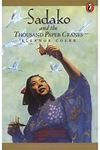 Sadako
and the
THOUSAND PAPER CRANES
ELEANOR COERR